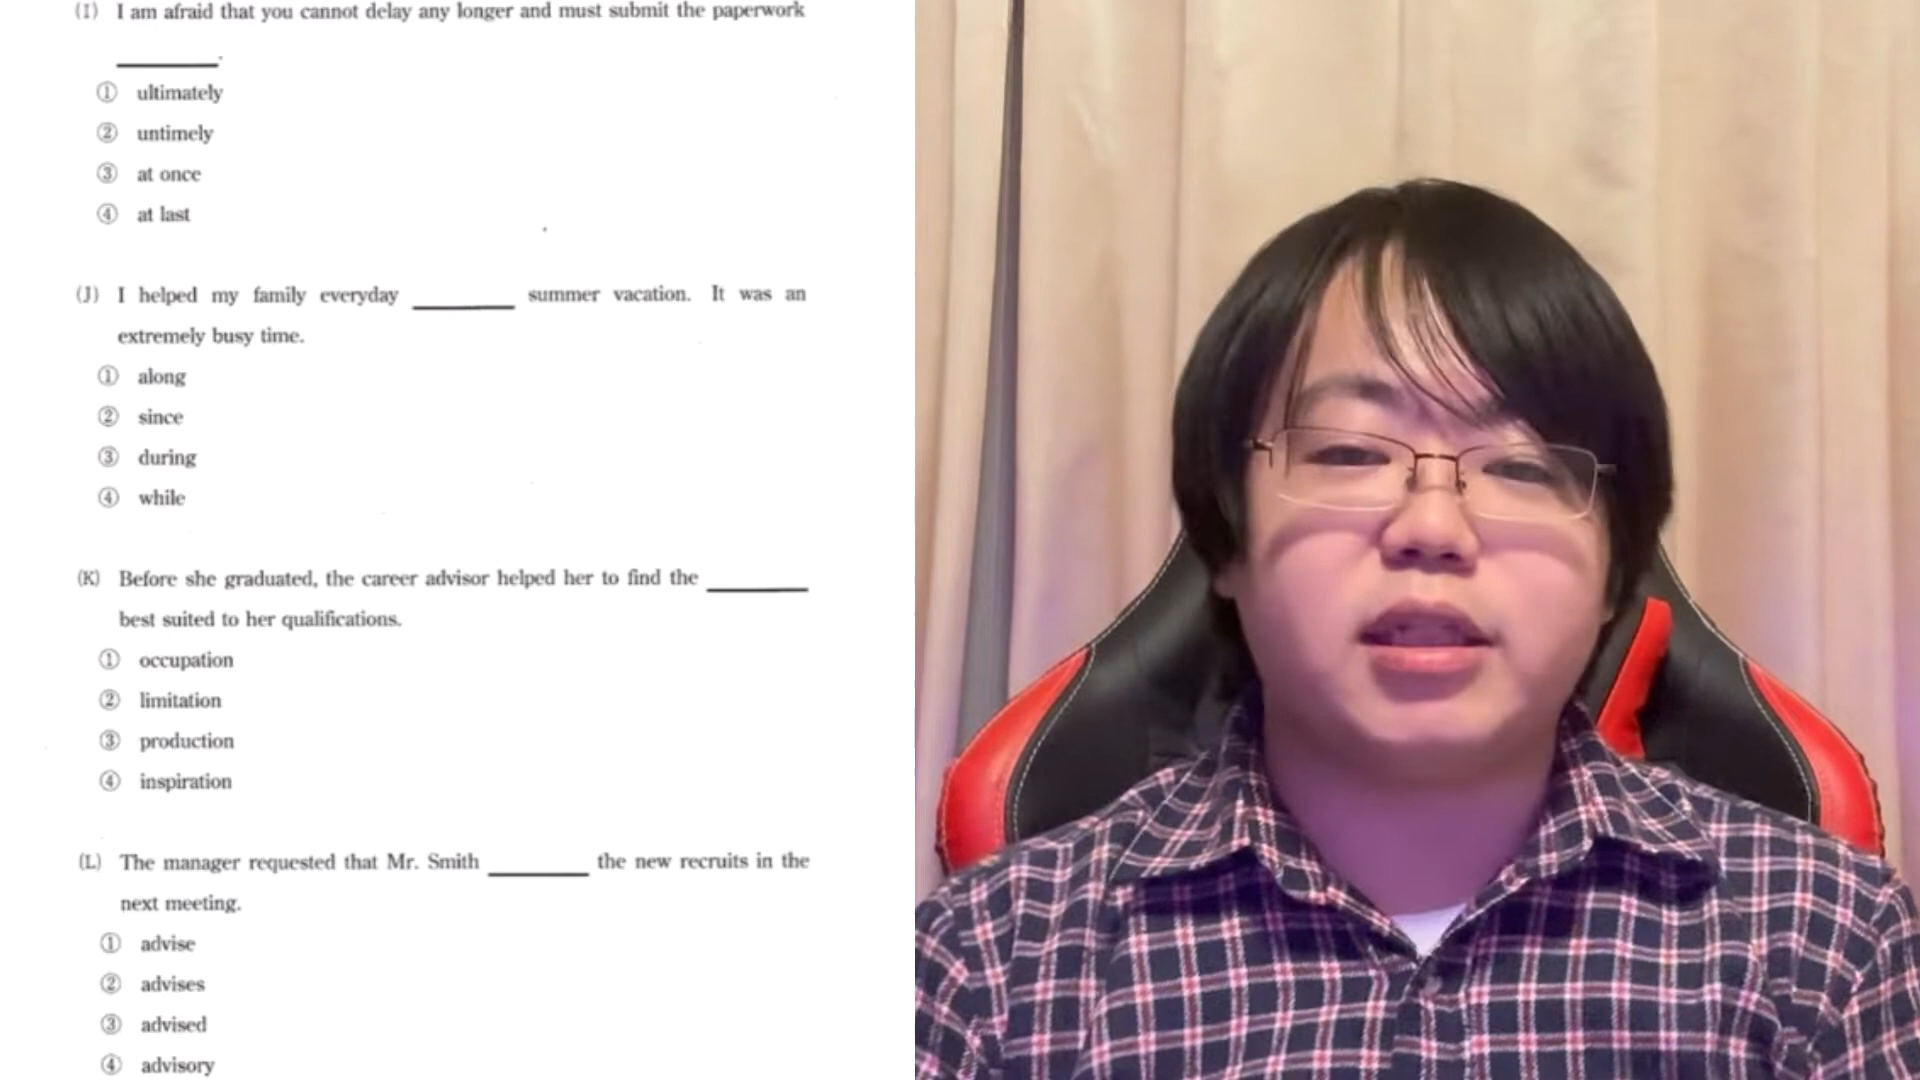 (I) I am afraid that you cannot delay any longer and must submit the paperwork
______.
① ultimately
② untimely
③ at once
④ at last
(J) I helped my family everyday ______ summer vacation. It was an
extremely busy time.
① along
② since
③ during
④ while
(K) Before she graduated, the career advisor helped her to find the ______
best suited to her qualifications.
① occupation
② limitation
③ production
④ inspiration
(L) The manager requested that Mr. Smith ______ the new recruits in the
next meeting.
① advise
② advises
③ advised
④ advisory